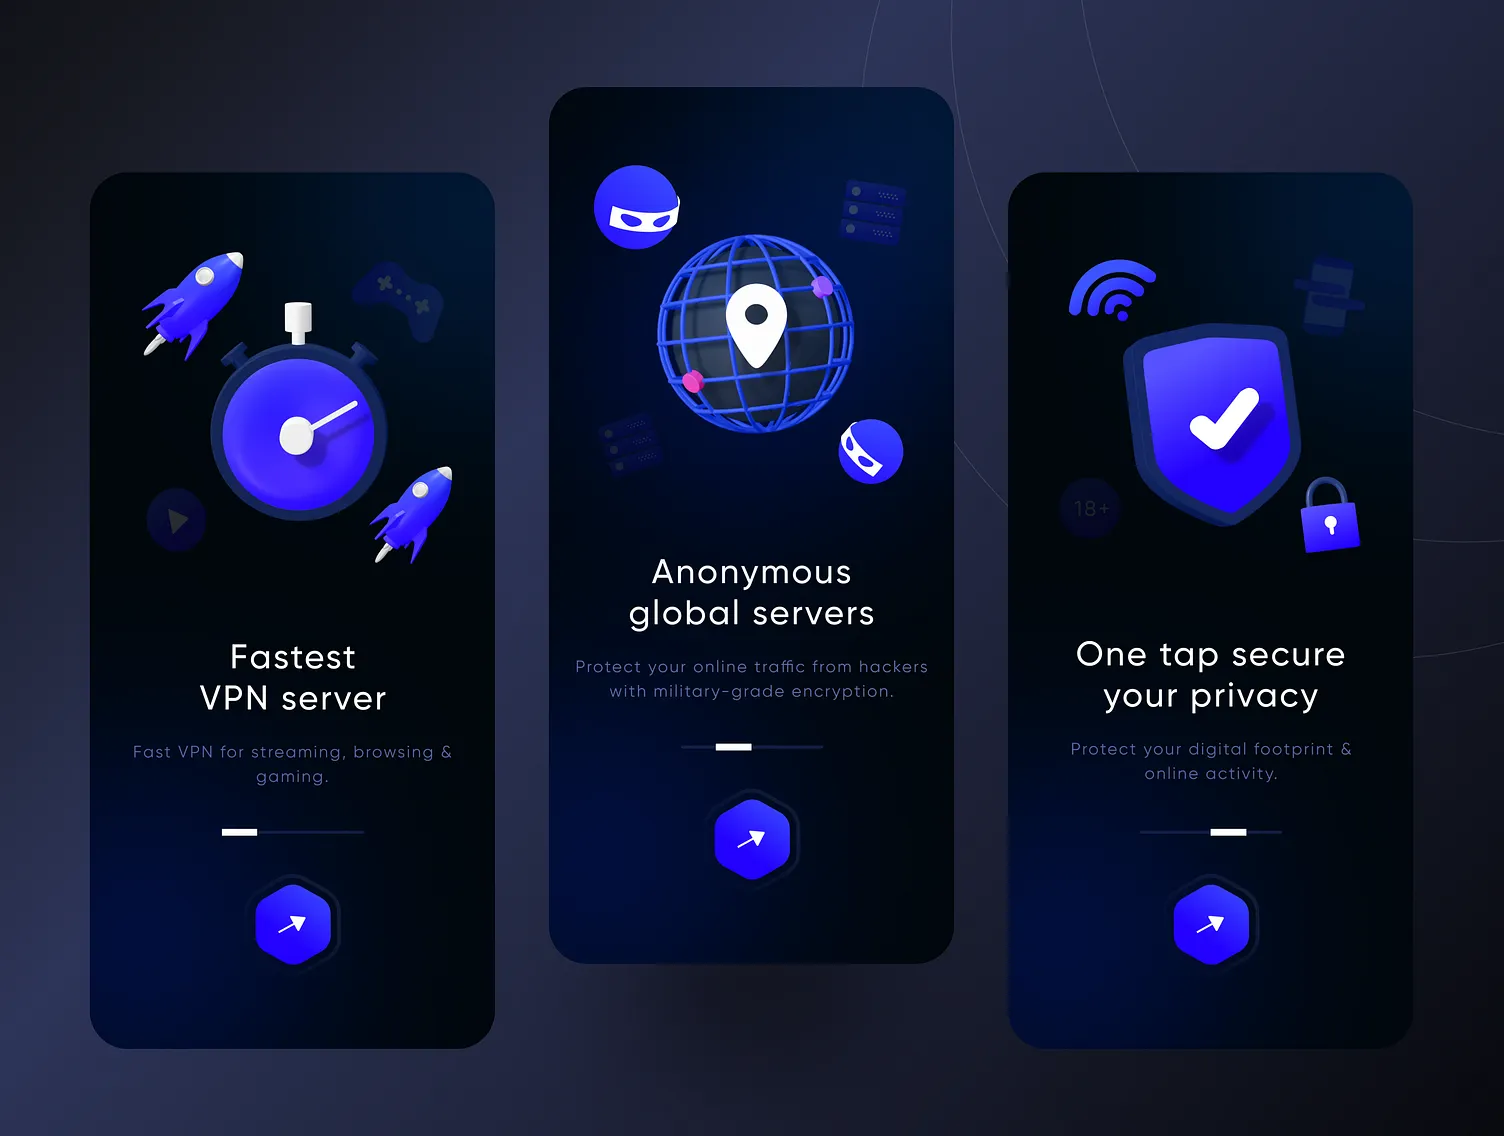 Fastest
VPN server
Fast VPN for streaming, browsing &
gaming.
Anonymous
global servers
Protect your online traffic from hackers
with military-grade encryption.
18+
One tap secure
your privacy
Protect your digital footprint &
online activity.